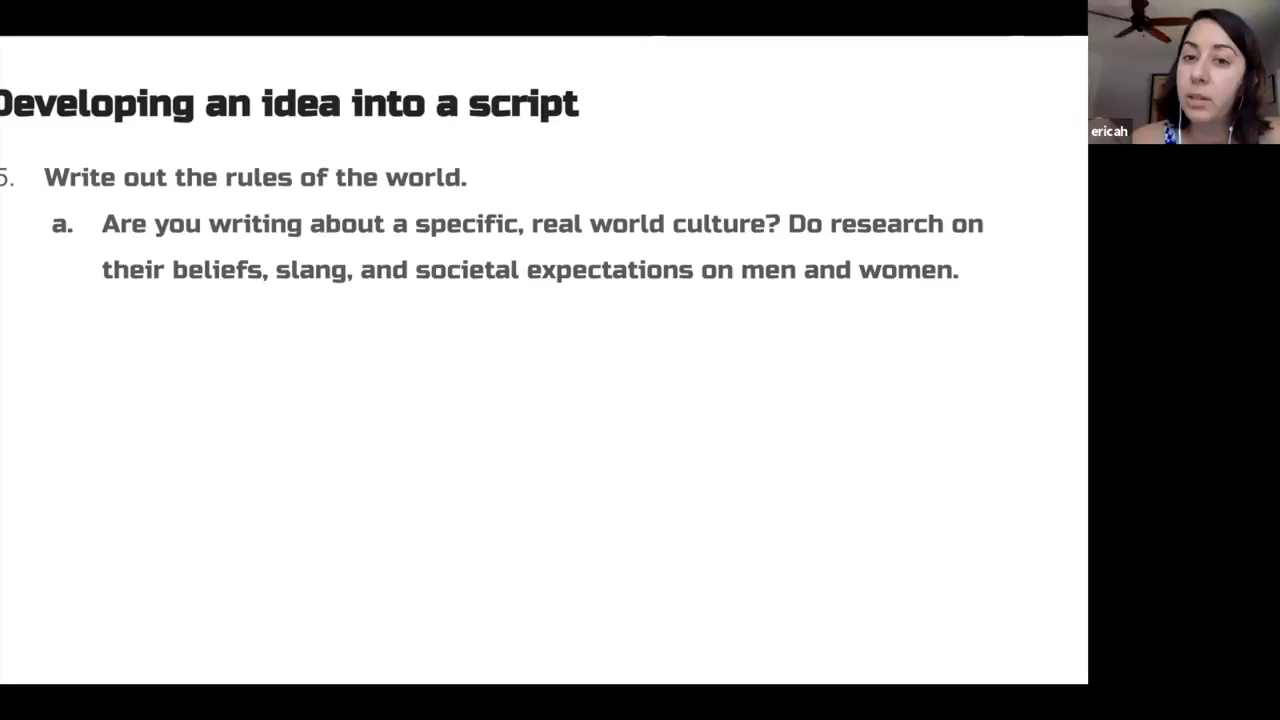 Developing an idea into a script
ericah
5. Write out the rules of the world.
a. Are you writing about a specific, real world culture? Do research on
their beliefs, slang, and societal expectations on men and women.